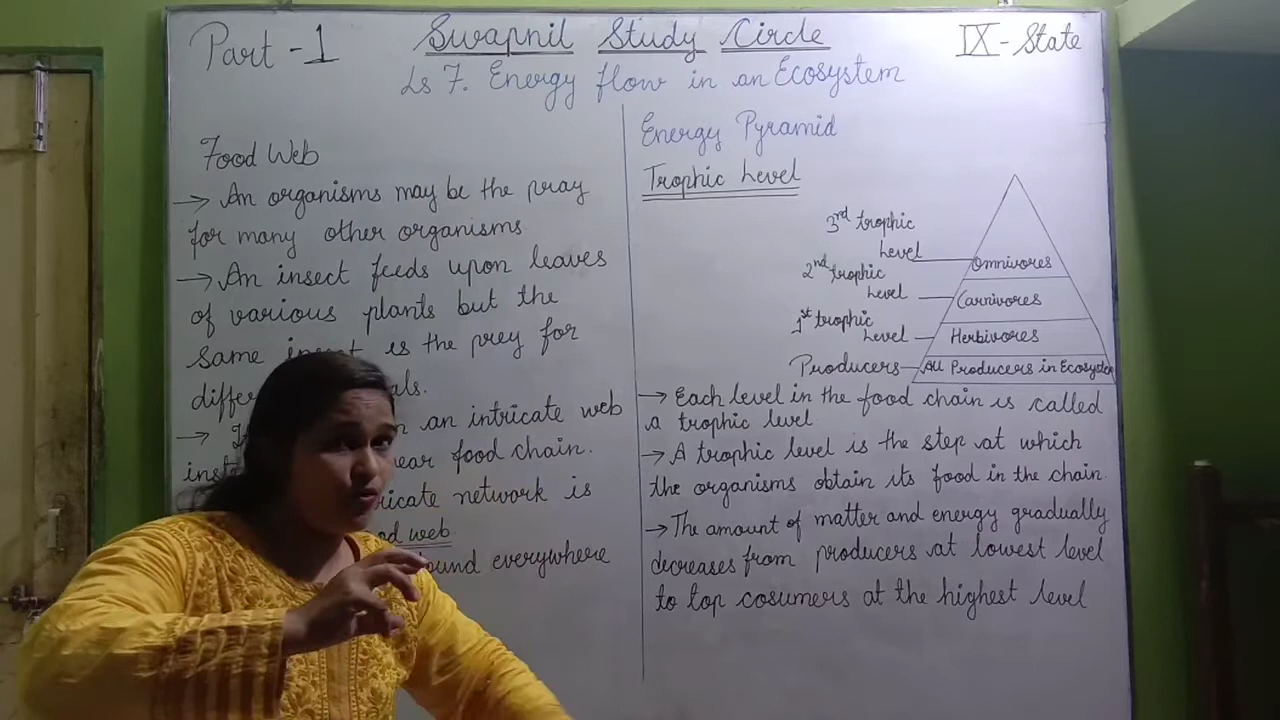 Part -1
Swapnil Study Circle
IX - State
Ls 7. Energy flow in an Ecosystem
Food Web
→ An organisms may be the pray
for many other organisms
→ An insect feeds upon leaves
of various plants but the
same insect is the prey for
→ an intricate web
food chain.
network is
web
everywhere
Energy Pyramid
Trophic Level
3rd trophic
Level
Omnivores
2nd trophic
Level
Carnivores
1st trophic
Level
Herbivores
Producers
All Producers in Ecosystem
→ Each level in the food chain is called
a trophic level
→ A trophic level is the step at which
the organisms obtain its food in the chain.
→ The amount of matter and energy gradually
decreases from producers at lowest level
to top cosumers at the highest level